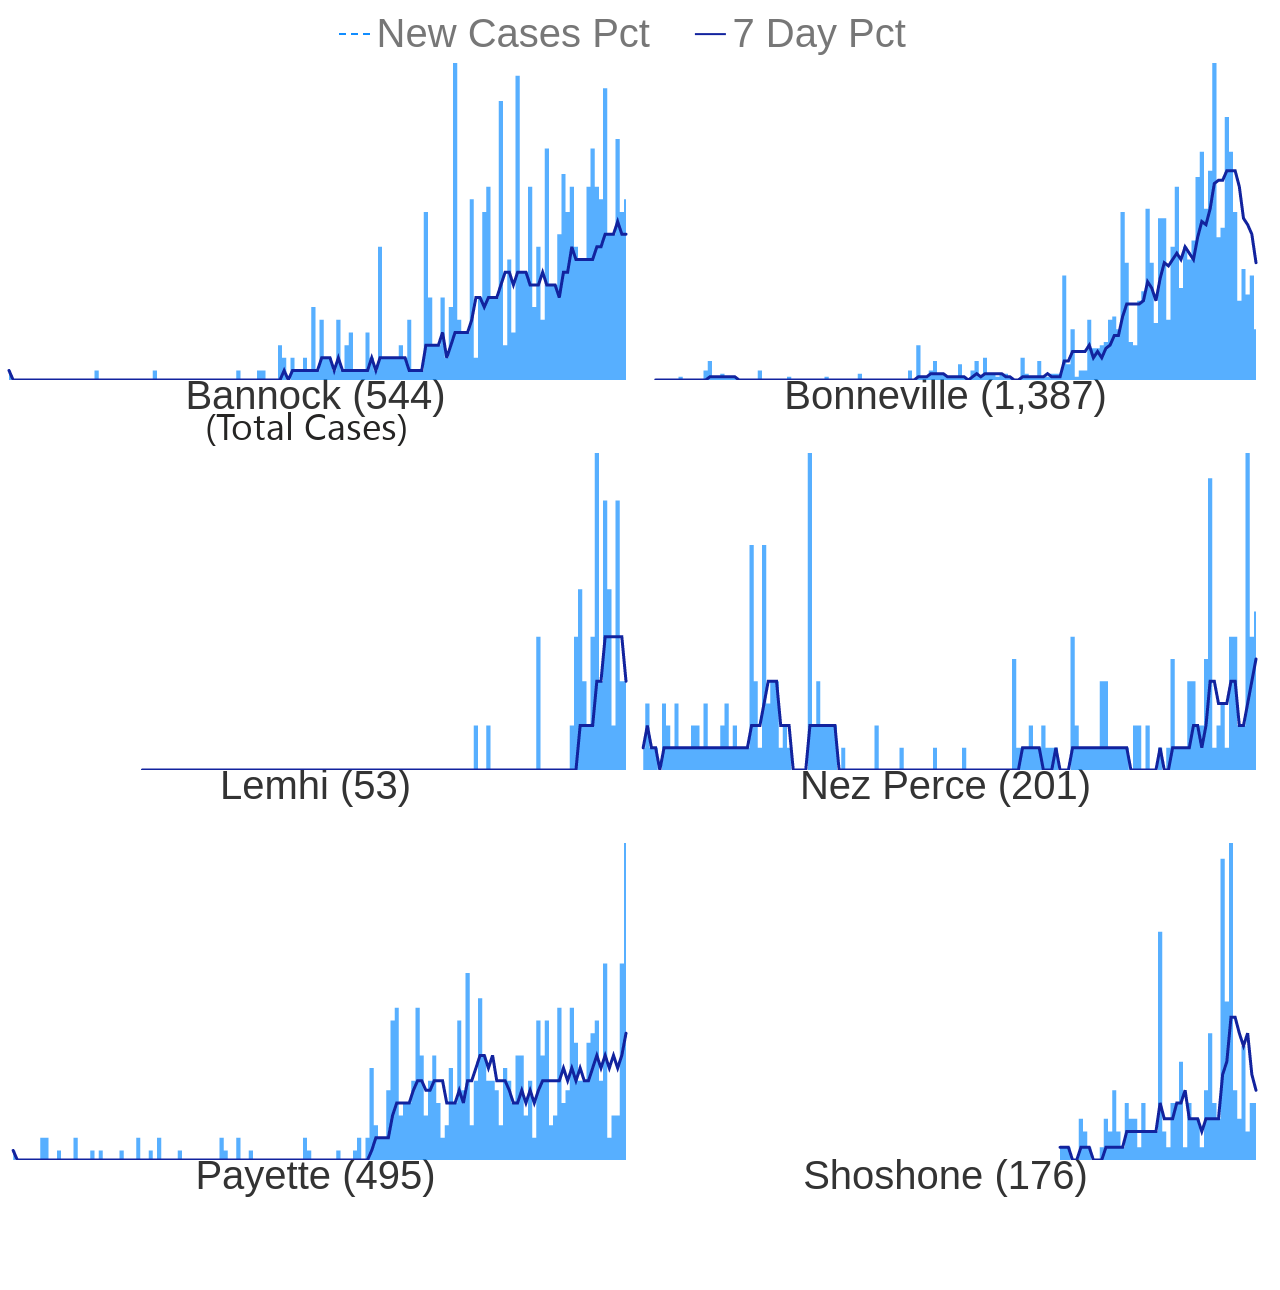 New Cases Pct 7 Day Pct
Bannock (544)
(Total Cases)
Bonneville (1,387)
Lemhi (53)
Nez Perce (201)
Payette (495)
Shoshone (176)